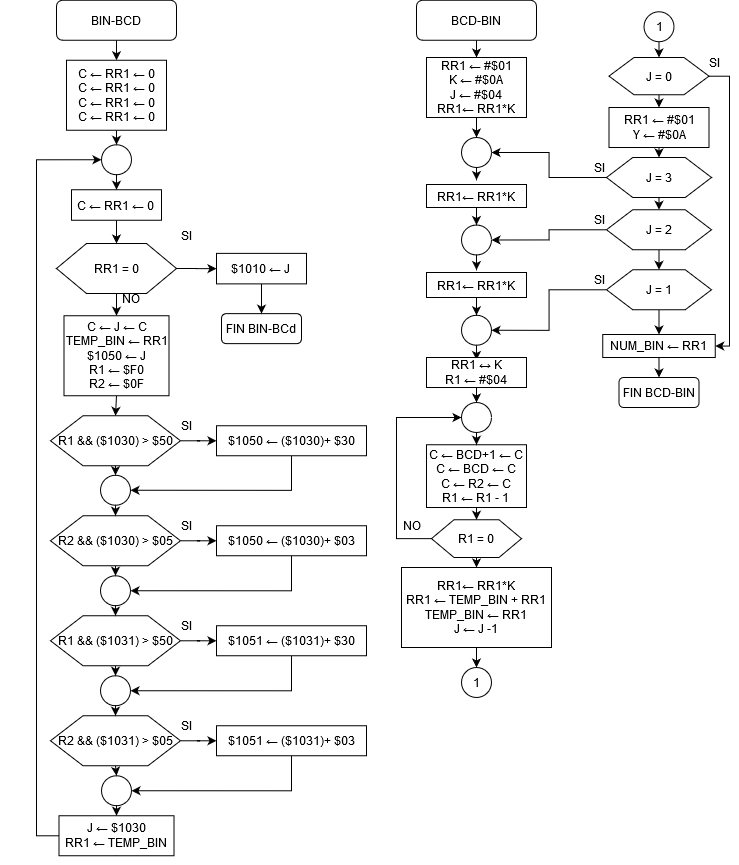 BIN-BCD
C ← RR1 ← 0
C ← RR1 ← 0
C ← RR1 ← 0
C ← RR1 ← 0
C ← RR1 ← 0
RR1 = 0
SI
$1010 ← J
FIN BIN-BCd
NO
C ← J ← C
TEMP_BIN ← RR1
$1050 ← J
R1 ← $F0
R2 ← $0F
R1 && ($1030) > $50
SI
$1050 ← ($1030)+ $30
R2 && ($1030) > $05
SI
$1050 ← ($1030)+ $03
R1 && ($1031) > $50
SI
$1051 ← ($1031)+ $30
R2 && ($1031) > $05
SI
$1051 ← ($1031)+ $03
J ← $1030
RR1 ← TEMP_BIN
BCD-BIN
RR1 ← #$01
K ← #$0A
J ← #$04
RR1← RR1*K
RR1← RR1*K
RR1← RR1*K
RR1 ↔ K
R1 ← #$04
C ← BCD+1 ← C
C ← BCD ← C
C ← R2 ← C
R1 ← R1 - 1
NO
R1 = 0
RR1← RR1*K
RR1 ← TEMP_BIN + RR1
TEMP_BIN ← RR1
J ← J -1
1
1
J = 0
SI
RR1 ← #$01
Y ← #$0A
J = 3
SI
J = 2
SI
J = 1
SI
NUM_BIN ← RR1
FIN BCD-BIN